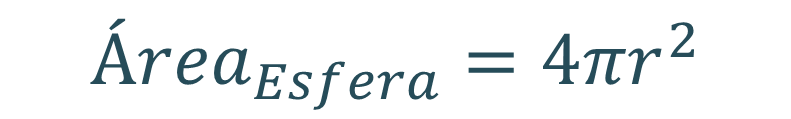 Área_Esfera = 4πr²